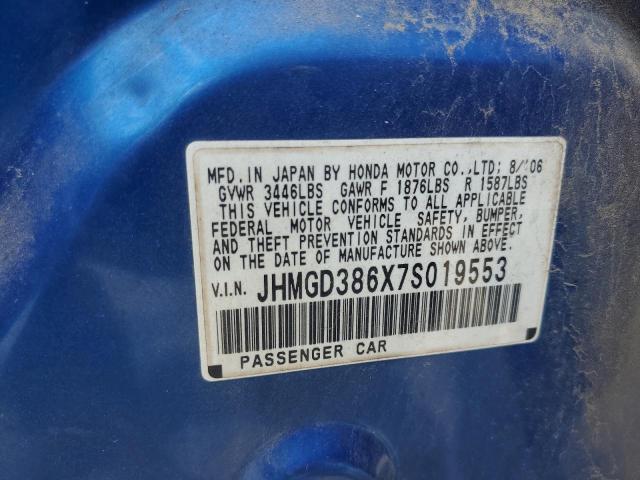 MFD. IN JAPAN BY HONDA MOTOR CO.,LTD; 8/'06
GVWR 3446LBS GAWR F 1876LBS R 1587LBS
THIS VEHICLE CONFORMS TO ALL APPLICABLE
FEDERAL MOTOR VEHICLE SAFETY, BUMPER,
AND THEFT PREVENTION STANDARDS IN EFFECT
ON THE DATE OF MANUFACTURE SHOWN ABOVE.
V.I.N. JHMGD386X7S019553
PASSENGER CAR